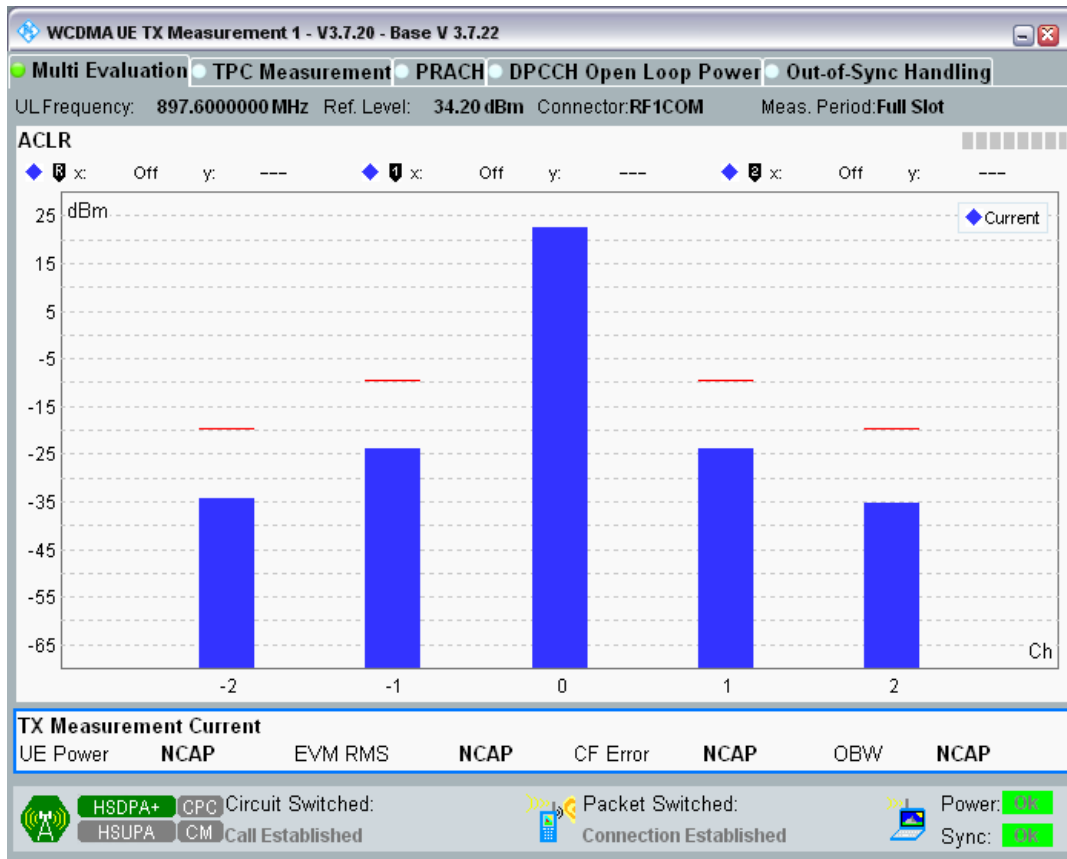 WCDMA UE TX Measurement 1 - V3.7.20 - Base V 3.7.22
Multi Evaluation TPC Measurement PRACH DPCCH Open Loop Power Out-of-Sync Handling
UL Frequency: 897.6000000 MHz Ref. Level: 34.20 dBm Connector:RF1COM Meas. Period:Full Slot
ACLR
R x: Off y: --- 1 x: Off y: --- 2 x: Off y: ---
dBm
Current
25
15
5
-5
-15
-25
-35
-45
-55
-65
Ch
-2 -1 0 1 2
TX Measurement Current
UE Power NCAP EVM RMS NCAP CF Error NCAP OBW NCAP
HSDPA+ CPC Circuit Switched: Packet Switched: Power: Ok
HSUPA CM Call Established Connection Established Sync: Ok